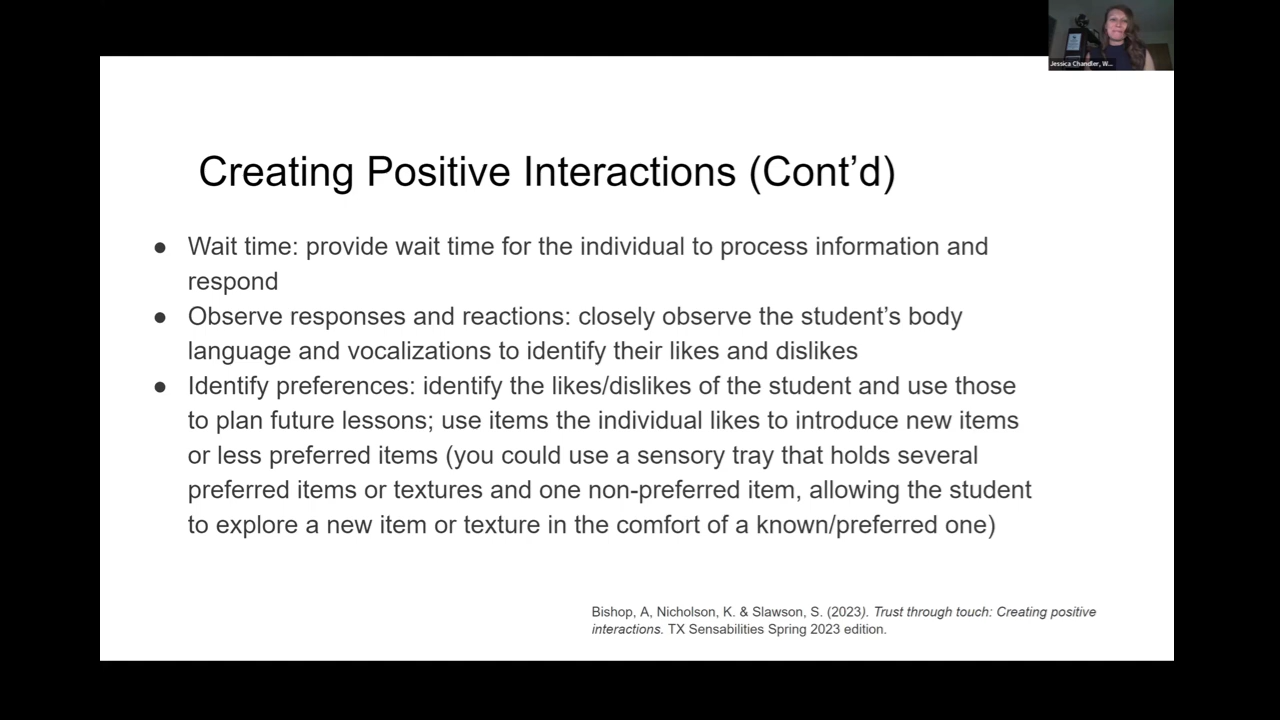 Jessica Chandler, W...
Creating Positive Interactions (Cont’d)
● Wait time: provide wait time for the individual to process information and
respond
● Observe responses and reactions: closely observe the student’s body
language and vocalizations to identify their likes and dislikes
● Identify preferences: identify the likes/dislikes of the student and use those
to plan future lessons; use items the individual likes to introduce new items
or less preferred items (you could use a sensory tray that holds several
preferred items or textures and one non-preferred item, allowing the student
to explore a new item or texture in the comfort of a known/preferred one)
Bishop, A, Nicholson, K. & Slawson, S. (2023). Trust through touch: Creating positive
interactions. TX Sensabilities Spring 2023 edition.